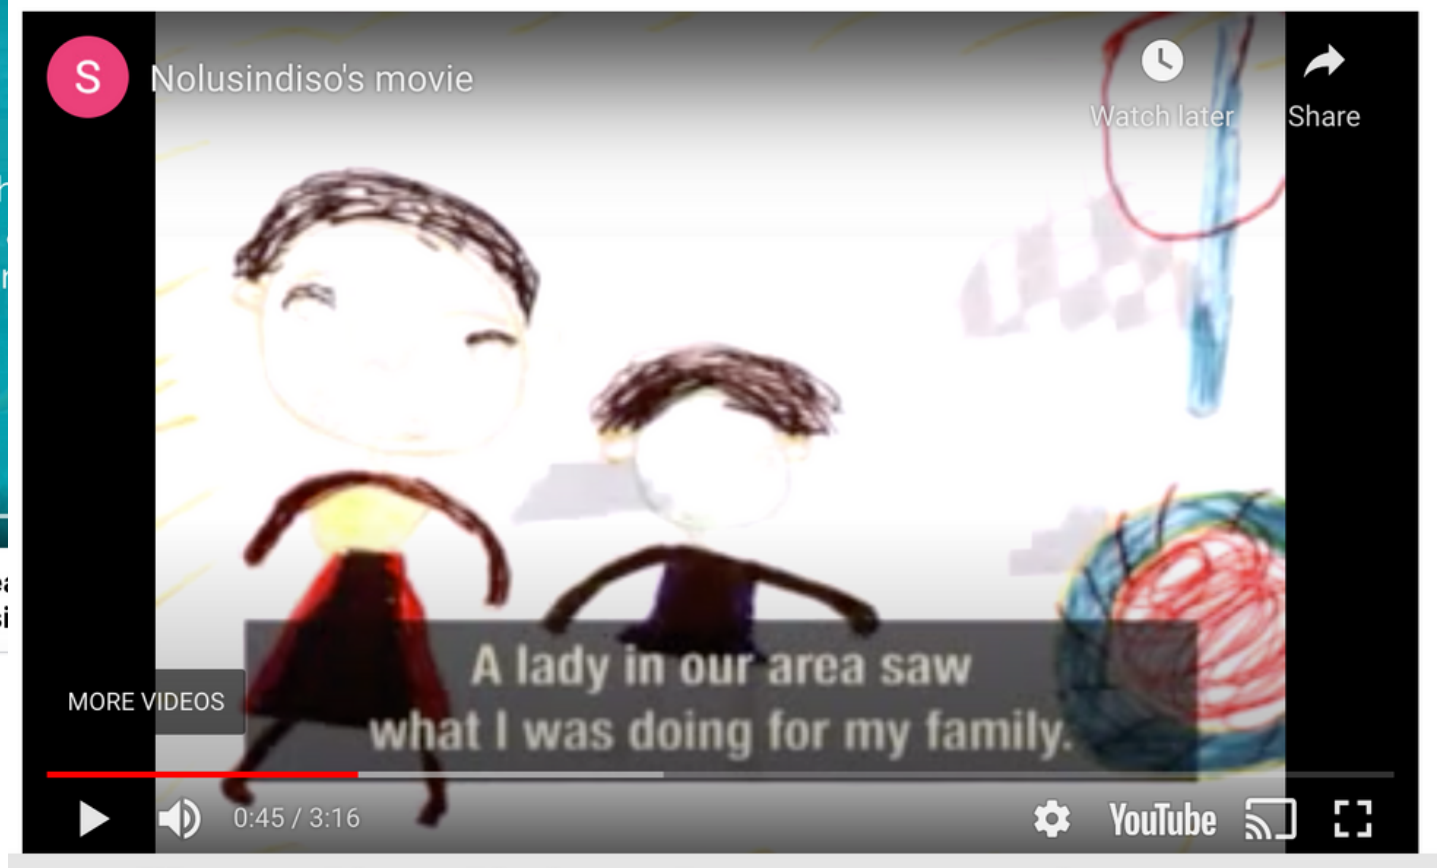 S
Nolusindiso's movie
Watch later
Share
A lady in our area saw
what I was doing for my family.
MORE VIDEOS
0:45 / 3:16
YouTube